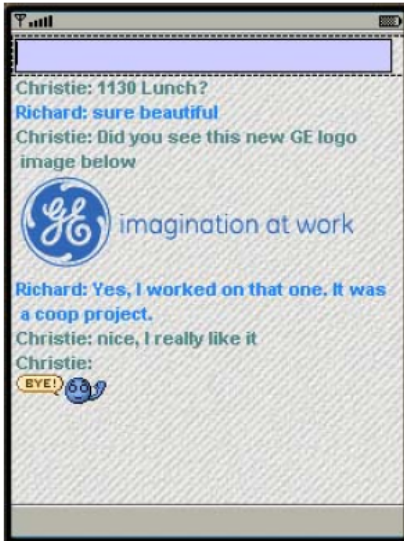 Christie: 1130 Lunch?
Richard: sure beautiful
Christie: Did you see this new GE logo
image below
GE imagination at work
Richard: Yes, I worked on that one. It was
a coop project.
Christie: nice, I really like it
Christie:
BYE!